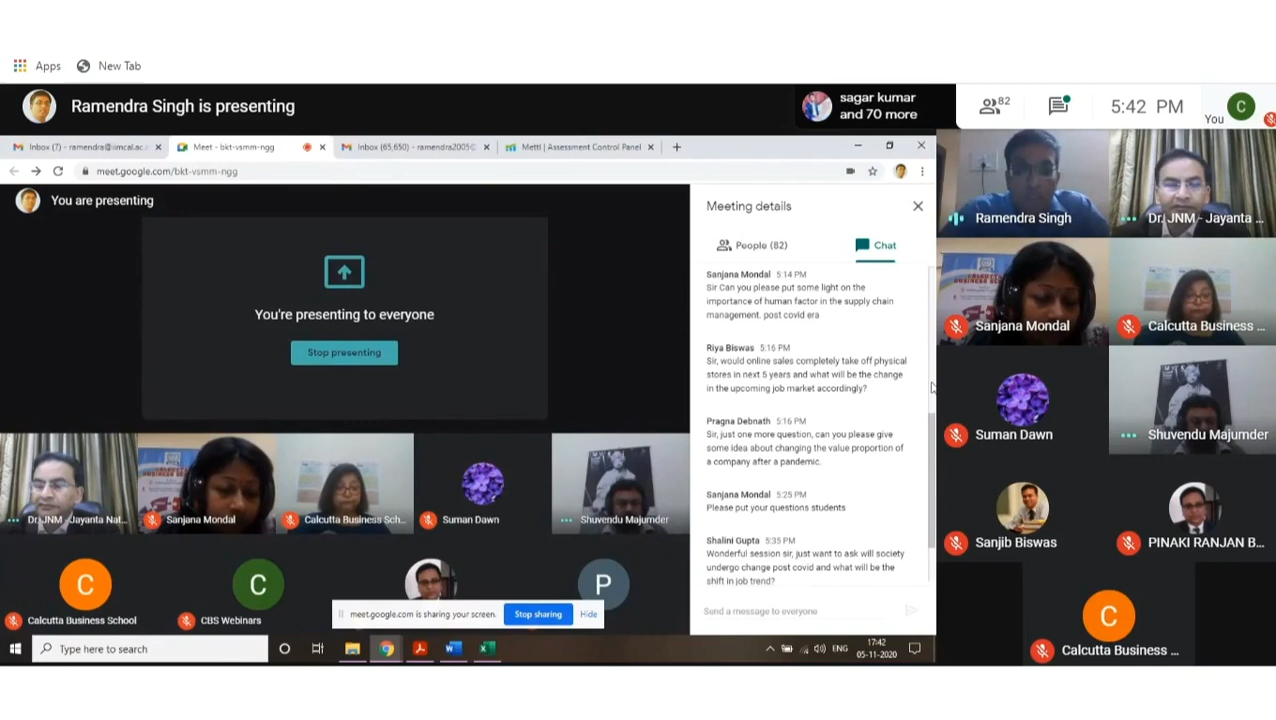 Apps
New Tab
Ramendra Singh is presenting
sagar kumar
and 70 more
82
5:42 PM
You
C
Inbox (7) - ramendra@iimcal.ac.
Meet - bkt-vsmm-ngg
Inbox (65,650) - ramendra2005@
Mettl | Assessment Control Panel
meet.google.com/bkt-vsmm-ngg
You are presenting
You're presenting to everyone
Stop presenting
Meeting details
People (82)
Chat
Sanjana Mondal 5:14 PM
Sir Can you please put some light on the
importance of human factor in the supply chain
management. post covid era
Riya Biswas 5:16 PM
Sir, would online sales completely take off physical
stores in next 5 years and what will be the change
in the upcoming job market accordingly?
Pragna Debnath 5:16 PM
Sir, just one more question, can you please give
some idea about changing the value proportion of
a company after a pandemic.
Sanjana Mondal 5:25 PM
Please put your questions students
Shalini Gupta 5:35 PM
Wonderful session sir, just want to ask will society
undergo change post covid and what will be the
shift in job trend?
Send a message to everyone
Dr. JNM - Jayanta Nat...
Sanjana Mondal
Calcutta Business Sch...
Suman Dawn
Shuvendu Majumder
C
Calcutta Business School
C
CBS Webinars
P
meet.google.com is sharing your screen.
Stop sharing
Hide
Type here to search
ENG
17:42
05-11-2020
Ramendra Singh
Dr. JNM - Jayanta ...
CALCUTTA
BUSINESS SCHOOL
Sanjana Mondal
Calcutta Business ...
Suman Dawn
Shuvendu Majumder
Sanjib Biswas
PINAKI RANJAN B...
C
Calcutta Business ...